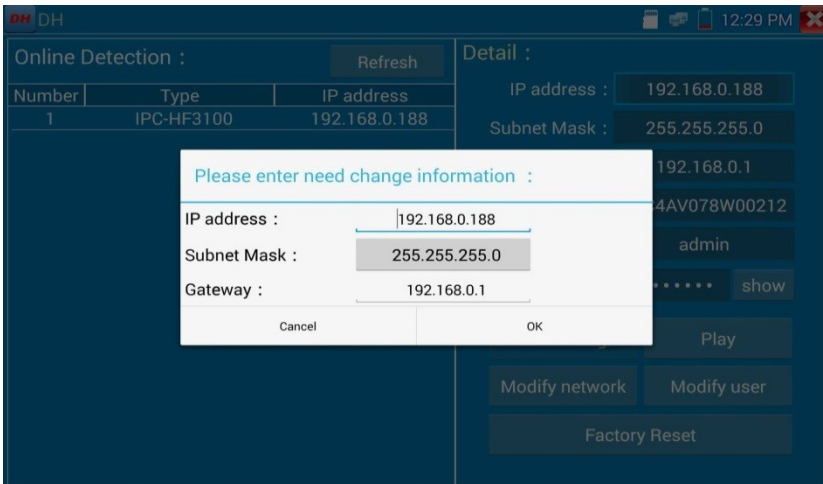 DH DH 12:29 PM
Online Detection : Refresh
Number Type IP address
1 IPC-HF3100 192.168.0.188
Detail :
IP address : 192.168.0.188
Subnet Mask : 255.255.255.0
192.168.0.1
4AV078W00212
admin
•••••• show
Play
Modify network Modify user
Factory Reset
Please enter need change information :
IP address : 192.168.0.188
Subnet Mask : 255.255.255.0
Gateway : 192.168.0.1
Cancel OK